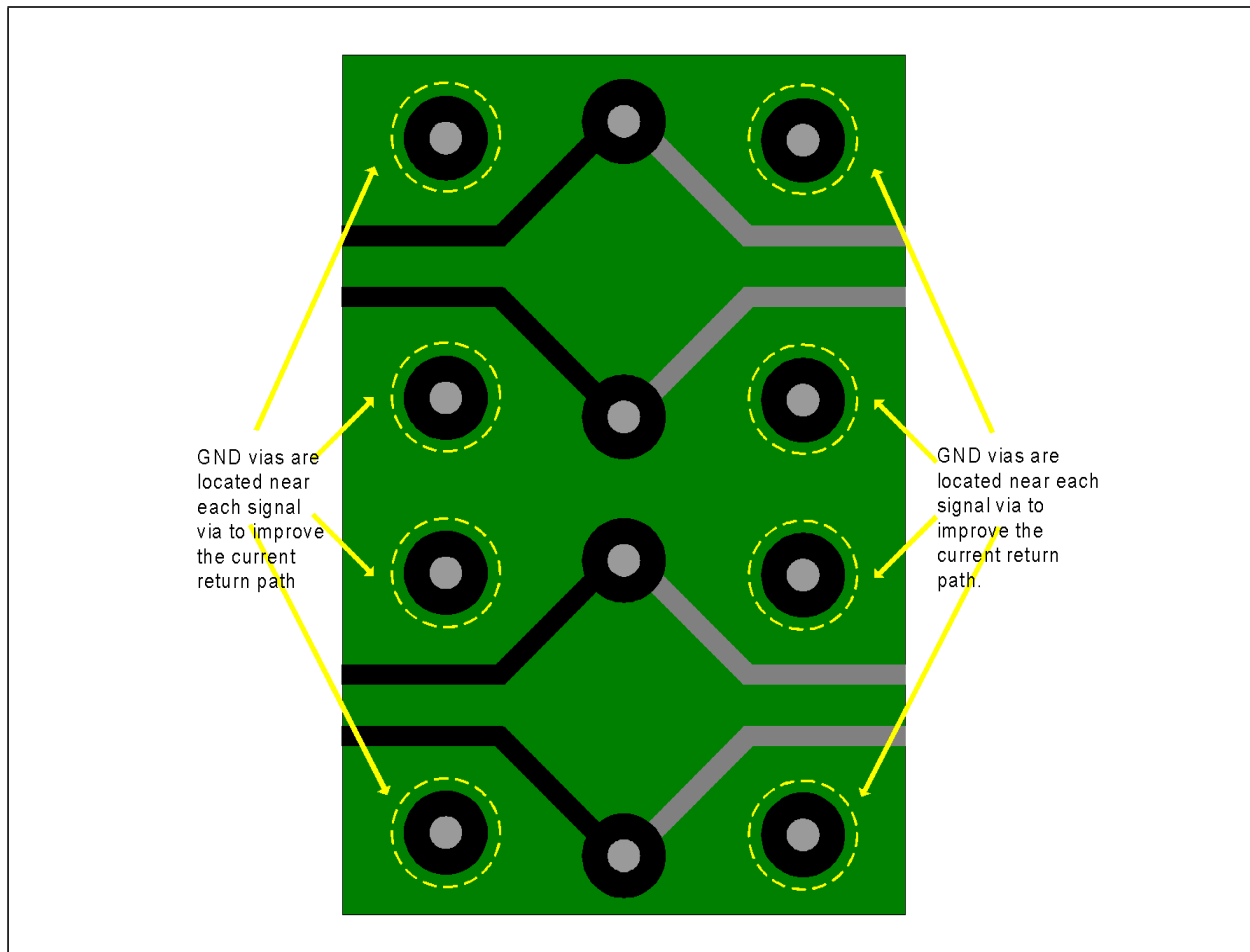 GND vias are
located near
each signal
via to improve
the current
return path
GND vias are
located near each
signal via to
improve the
current return
path.